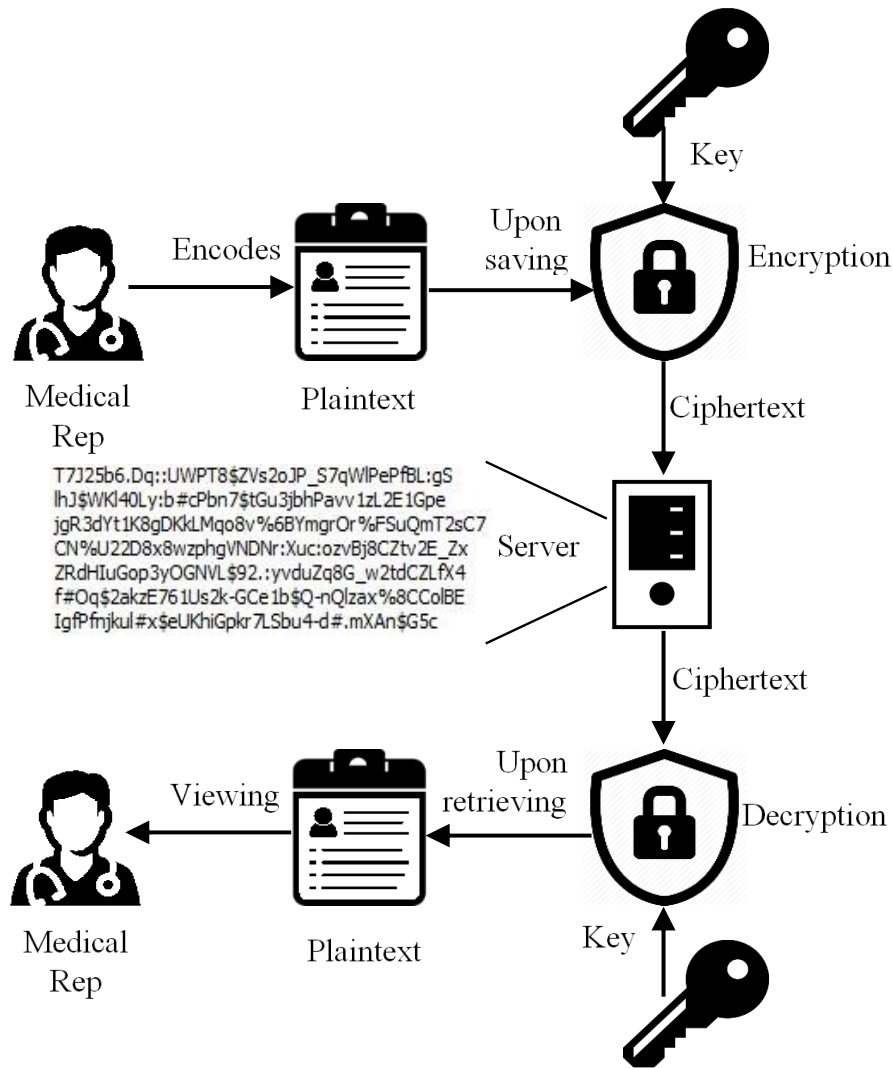 Key
Encodes
Upon
saving
Encryption
Medical
Rep
Plaintext
Ciphertext
T7J25b6.Dq::UWPT8$ZVs2oJP_S7qWlPePfBL:gS
lhJ$WKl40Ly:b#cPbn7$tGu3jbhPavv1zL2E1Gpe
jgR3dYt1K8gDKkLMqo8v%6BYmgrOr%FSuQmT2sC7
CN%U22D8x8wzphgVNDNr:Xuc:ozvBj8CZtv2E_Zx
ZRdHIuGop3yOGNVL$92.:yvduZq8G_w2tdCZLfX4
f#Oq$2akzE761Us2k-GCe1b$Q-nQlzax%8CColBE
IgfPfnjkul#x$eUKhiGpkr7LSbu4-d#.mXAn$G5c
Server
Ciphertext
Viewing
Upon
retrieving
Decryption
Medical
Rep
Plaintext
Key